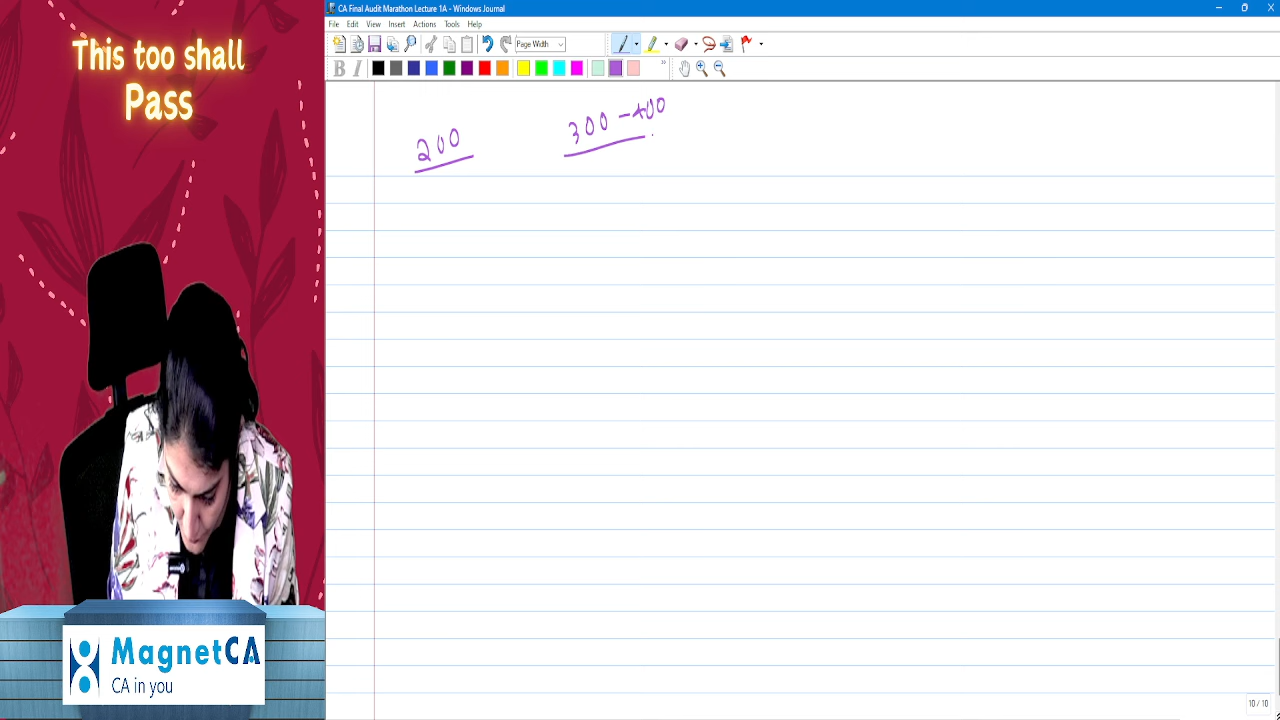 This too shall
Pass
CA Final Audit Marathon Lecture 1A - Windows Journal
File Edit View Insert Actions Tools Help
Page Width
B I
200
300 - 400
MagnetCA
CA in you
10 / 10